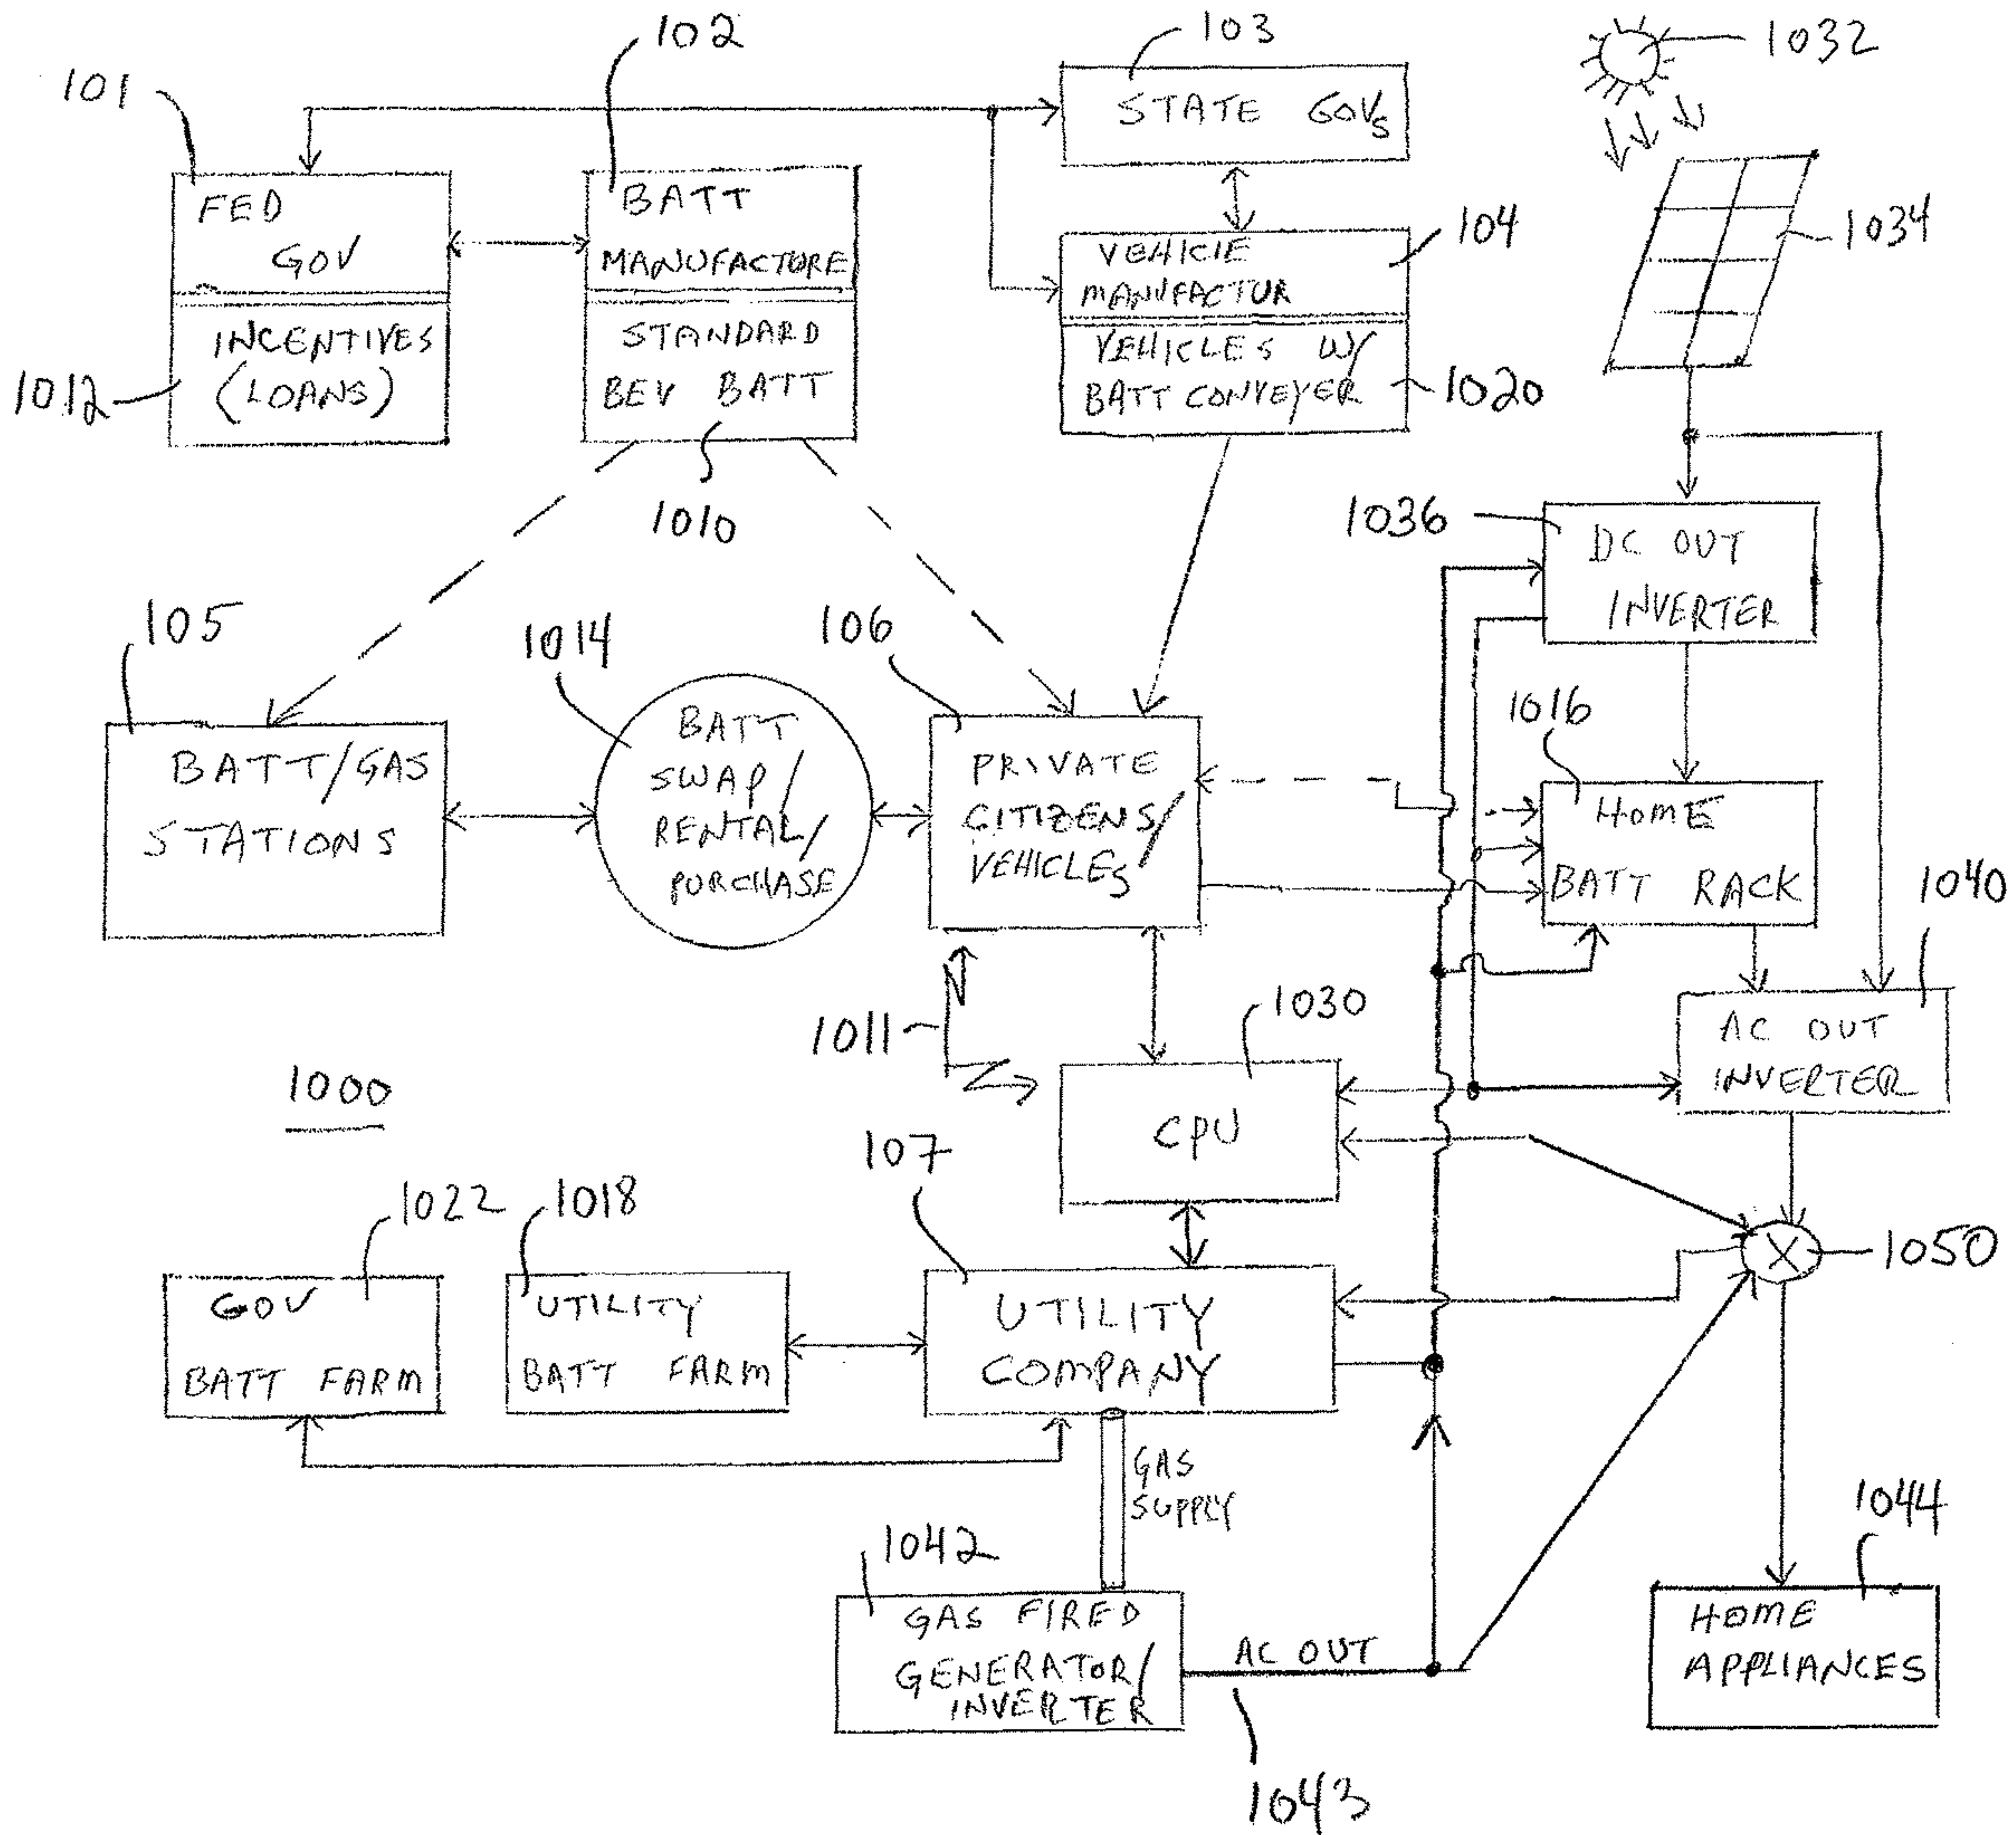 102
103
1032
101
STATE GOVS
FED
GOV
BATT
MANUFACTORE
104
1034
VEHICIE
MANUFACTUR
INCENTIVES
(LOANS)
1012
STANDARD
BEV BATT
VEHICLES W/
BATT CONVEYER
1020
1010
1036
DC OUT
INVERTER
105
1014
106
1016
BATT/GAS
STATIONS
BATT
SWAP/
RENTAL/
PURCHASE
PRIVATE
CITIZENS/
VEHICLES
HOME
BATT RACK
1040
1011
1030
AC OUT
INVERTER
1000
CPU
107
1022
1018
1050
GOV
BATT FARM
UTILITY
BATT FARM
UTILITY
COMPANY
GAS
SUPPLY
1042
1044
GAS FIRED
GENERATOR/
INVERTER
AC OUT
HOME
APPLIANCES
1043